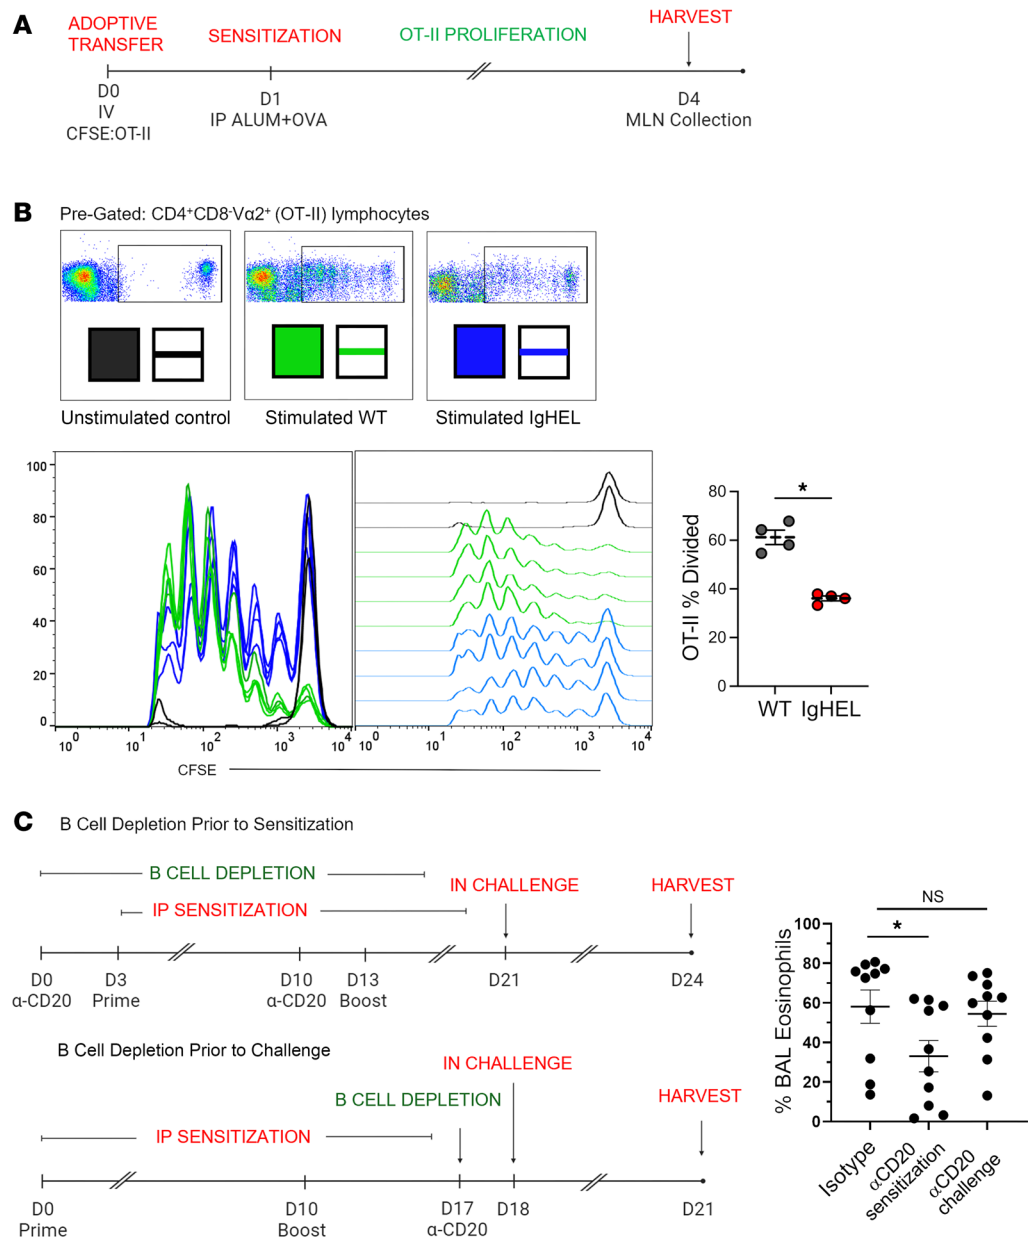 A
ADOPTIVE
TRANSFER
SENSITIZATION
OT-II PROLIFERATION
HARVEST
D0
IV
CFSE:OT-II
D1
IP ALUM+OVA
D4
MLN Collection
B
Pre-Gated: CD4⁺CD8⁻Vα2⁺ (OT-II) lymphocytes
Unstimulated control
Stimulated WT
Stimulated IgHEL
100
80
60
40
20
0
10⁰
10¹
10²
10³
10⁴
10⁰
10¹
10²
10³
10⁴
CFSE
OT-II % Divided
80
60
40
20
0
*
WT
IgHEL
C
B Cell Depletion Prior to Sensitization
B CELL DEPLETION
IP SENSITIZATION
IN CHALLENGE
HARVEST
D0
α-CD20
D3
Prime
D10
α-CD20
D13
Boost
D21
D24
B Cell Depletion Prior to Challenge
IN CHALLENGE
B CELL DEPLETION
HARVEST
IP SENSITIZATION
D0
Prime
D10
Boost
D17
α-CD20
D18
D21
% BAL Eosinophils
100
80
60
40
20
0
NS
*
Isotype
αCD20
sensitization
αCD20
challenge